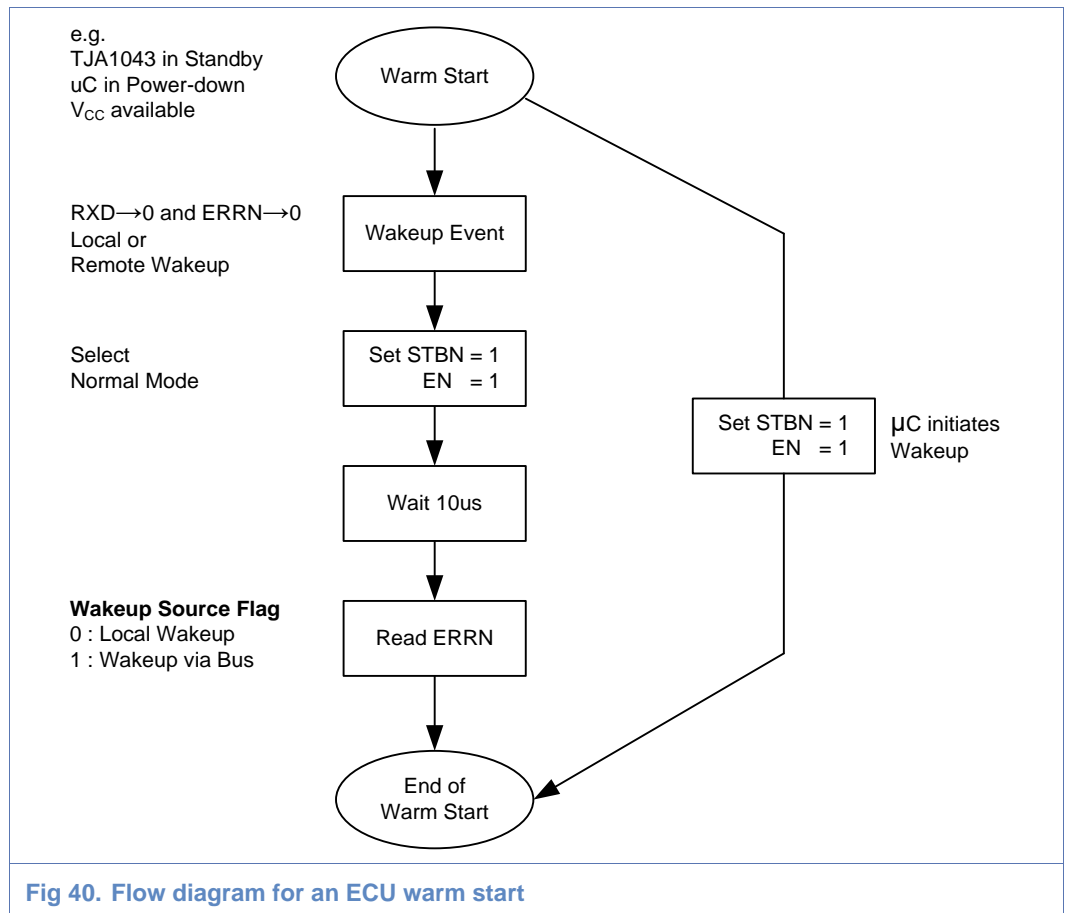 e.g.
TJA1043 in Standby
uC in Power-down
VCC available
Warm Start
RXD→0 and ERRN→0
Local or
Remote Wakeup
Wakeup Event
Select
Normal Mode
Set STBN = 1
EN = 1
Set STBN = 1
EN = 1
µC initiates
Wakeup
Wait 10us
Wakeup Source Flag
0 : Local Wakeup
1 : Wakeup via Bus
Read ERRN
End of
Warm Start
Fig 40. Flow diagram for an ECU warm start